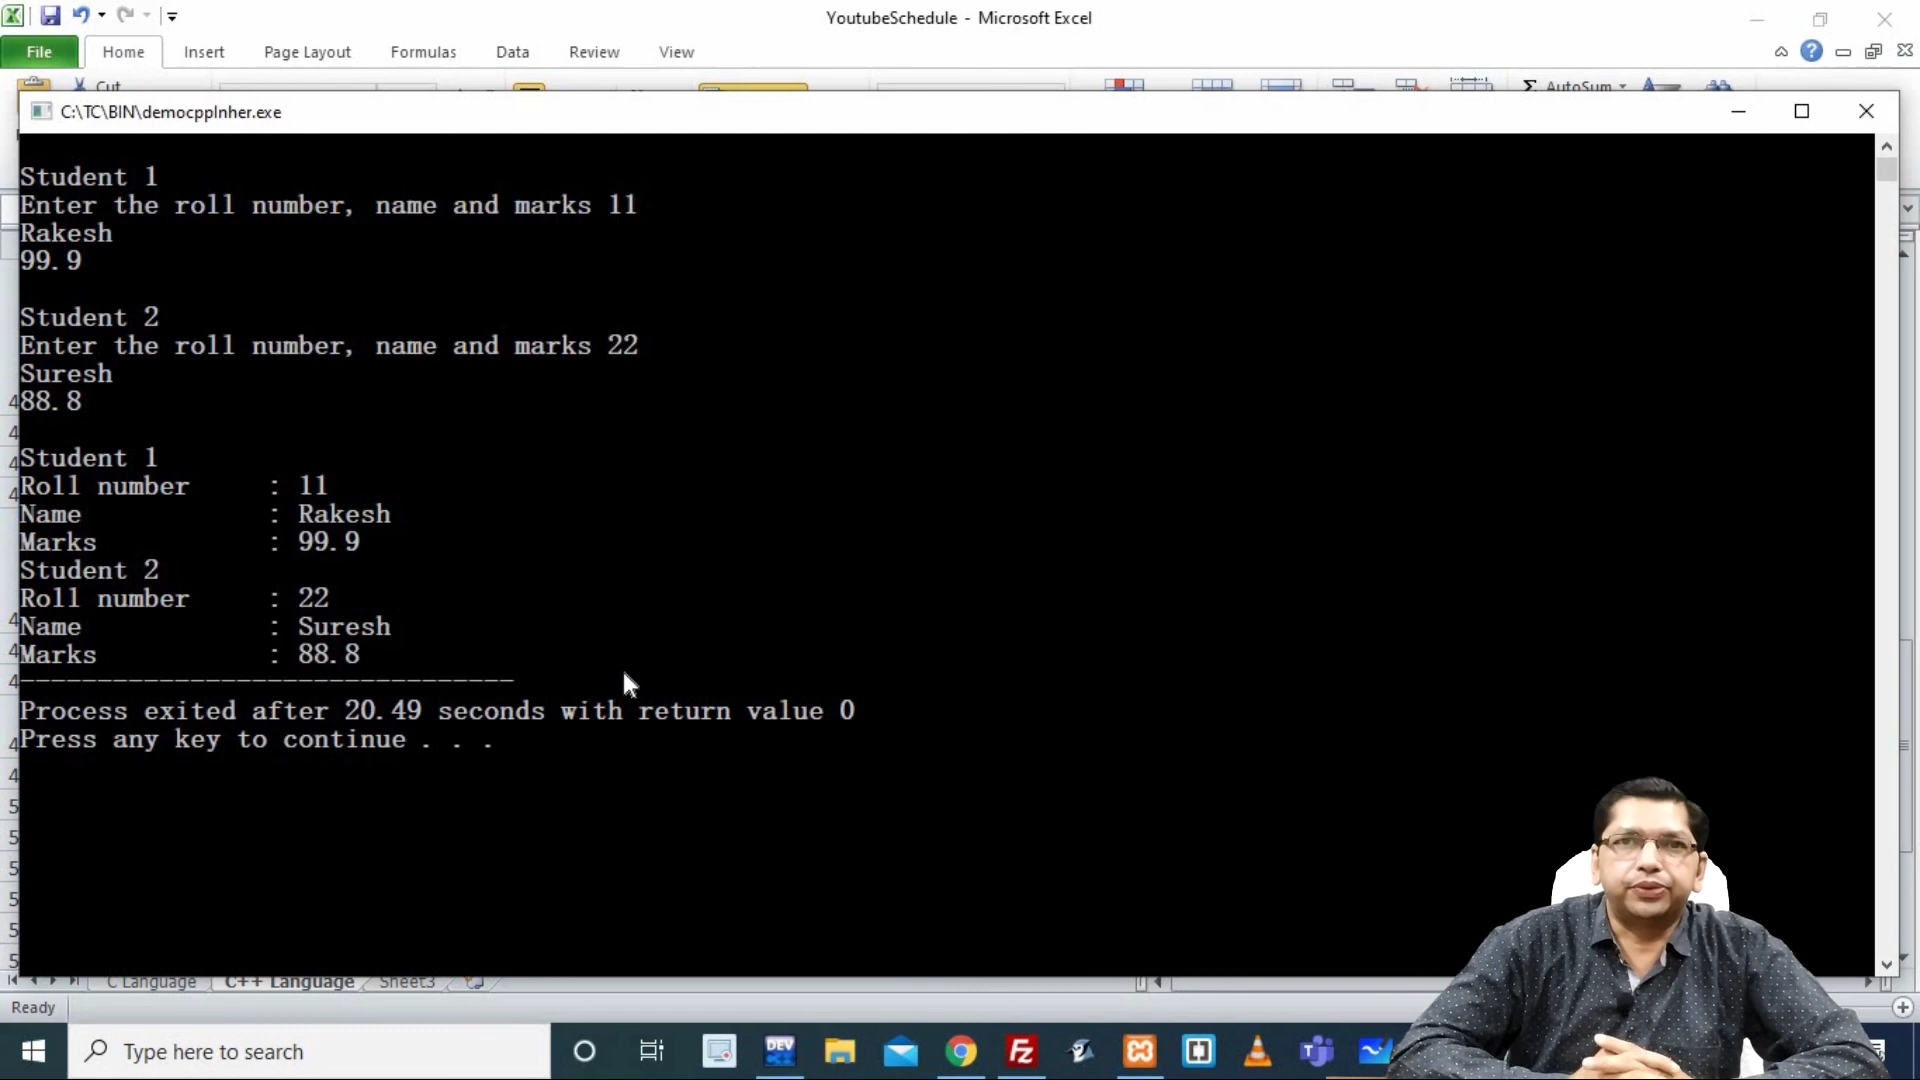 YoutubeSchedule - Microsoft Excel
File Home Insert Page Layout Formulas Data Review View
Cut
Σ AutoSum
C:\TC\BIN\democppInher.exe
Student 1
Enter the roll number, name and marks 11
Rakesh
99.9
Student 2
Enter the roll number, name and marks 22
Suresh
88.8
Student 1
Roll number : 11
Name : Rakesh
Marks : 99.9
Student 2
Roll number : 22
Name : Suresh
Marks : 88.8
--------------------------------
Process exited after 20.49 seconds with return value 0
Press any key to continue . . .
C Language C++ Language Sheet3
Ready
Type here to search
DEV